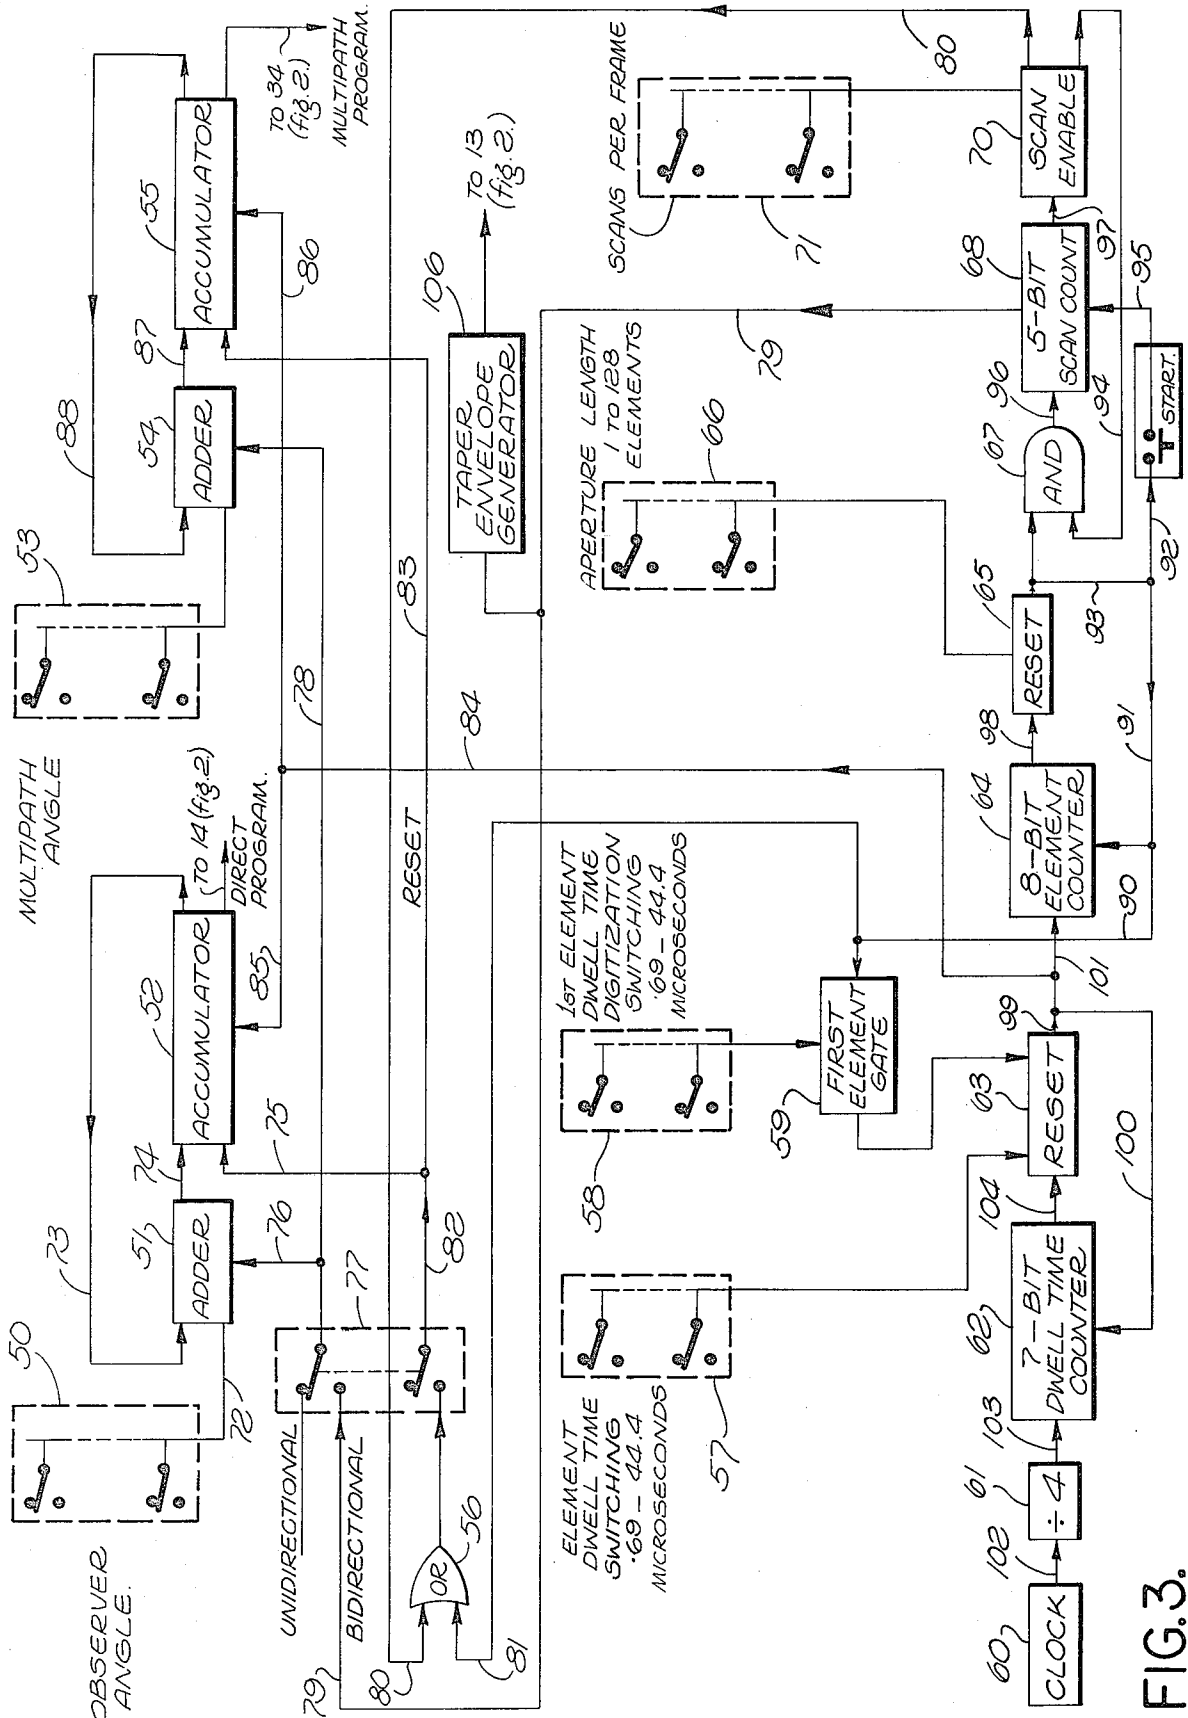 OBSERVER
ANGLE.
50
72
73
51
ADDER
74
76
52
ACCUMULATOR
75
85
TO 14 (fig. 2.)
DIRECT
PROGRAM.
MULTIPATH
ANGLE
53
88
54
ADDER
87
55
ACCUMULATOR
86
TO 34
(fig. 2.)
MULTIPATH
PROGRAM.
UNIDIRECTIONAL
BIDIRECTIONAL
77
78
79
80
81
OR
56
82
83
RESET
84
TAPER
ENVELOPE
GENERATOR
106
TO 13
(fig. 2.)
80
ELEMENT
DWELL TIME
SWITCHING
.69 - 44.4
MICROSECONDS
57
58
1ST ELEMENT
DWELL TIME
DIGITIZATION
SWITCHING
.69 - 44.4
MICROSECONDS
59
FIRST
ELEMENT
GATE
APERTURE LENGTH
1 TO 128
ELEMENTS
66
79
SCANS PER FRAME
71
60
CLOCK
102
61
÷ 4
103
62
7-BIT
DWELL TIME
COUNTER
104
63
RESET
99
100
101
64
8-BIT
ELEMENT
COUNTER
90
91
98
65
RESET
93
92
67
AND
96
94
68
5-BIT
SCAN COUNT
97
95
START.
70
SCAN
ENABLE
FIG.3.